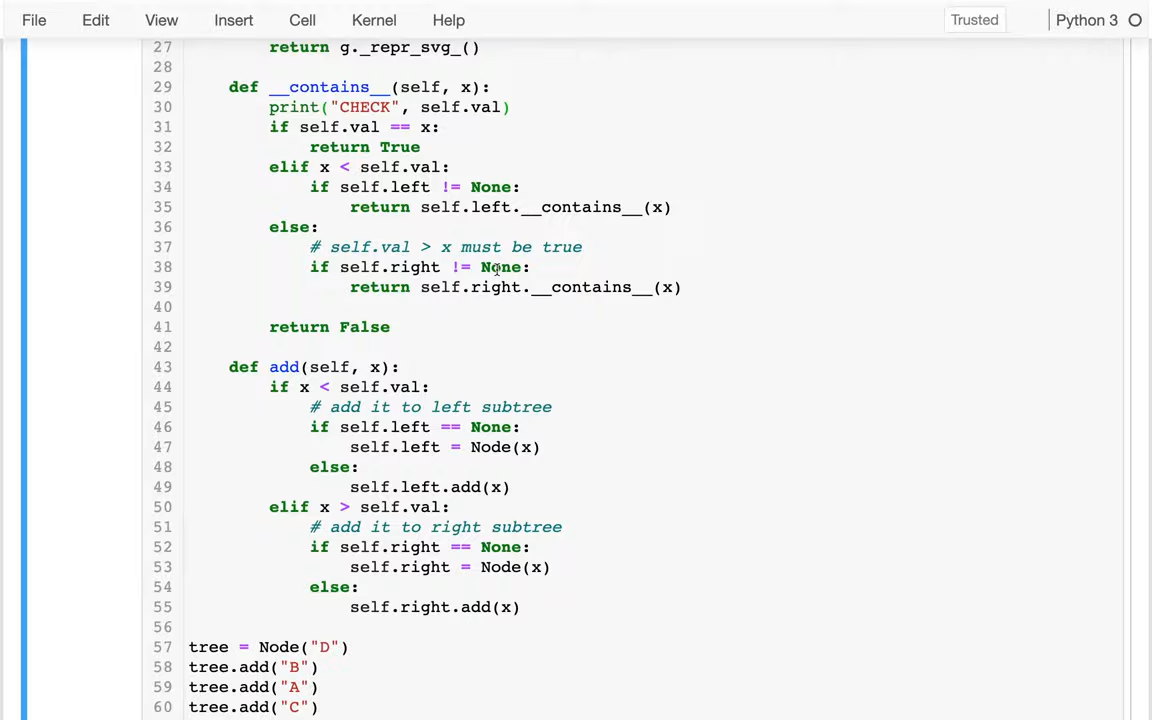 File Edit View Insert Cell Kernel Help Trusted Python 3
27 return g._repr_svg_()
28
29 def __contains__(self, x):
30 print("CHECK", self.val)
31 if self.val == x:
32 return True
33 elif x < self.val:
34 if self.left != None:
35 return self.left.__contains__(x)
36 else:
37 # self.val > x must be true
38 if self.right != None:
39 return self.right.__contains__(x)
40
41 return False
42
43 def add(self, x):
44 if x < self.val:
45 # add it to left subtree
46 if self.left == None:
47 self.left = Node(x)
48 else:
49 self.left.add(x)
50 elif x > self.val:
51 # add it to right subtree
52 if self.right == None:
53 self.right = Node(x)
54 else:
55 self.right.add(x)
56
57 tree = Node("D")
58 tree.add("B")
59 tree.add("A")
60 tree.add("C")